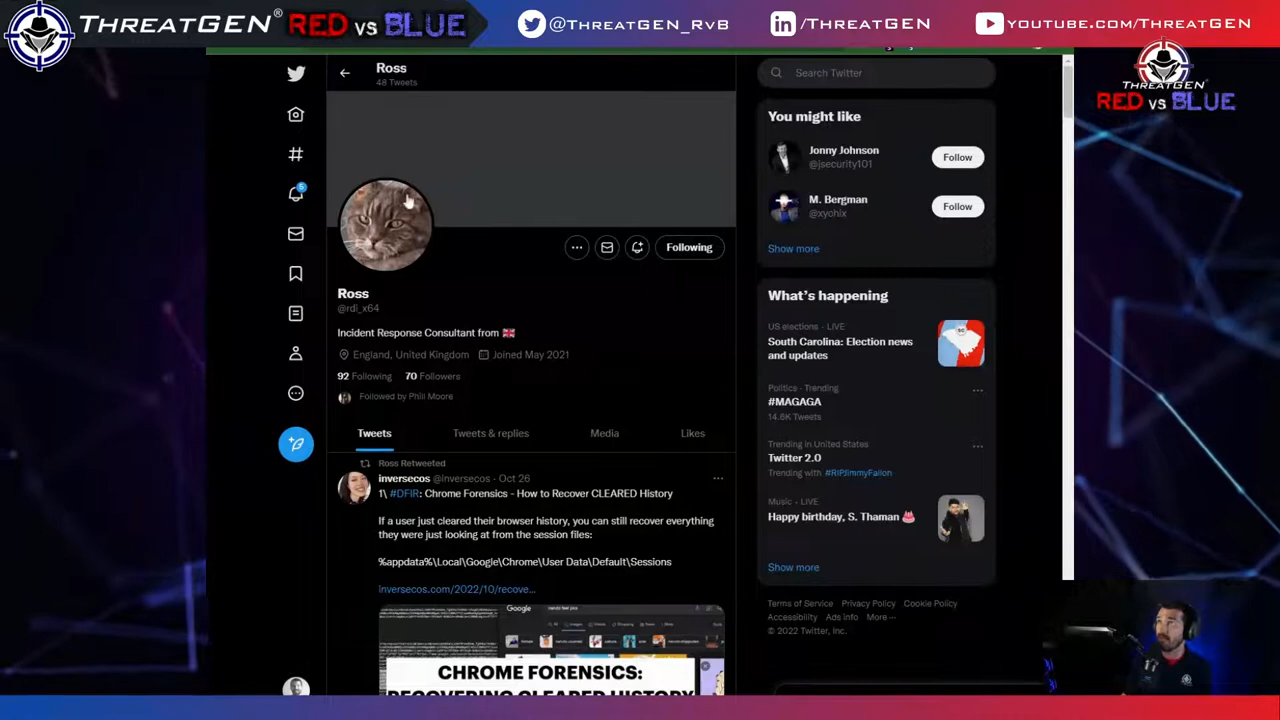 THREATGEN® RED VS BLUE
@THREATGEN_RVB
/THREATGEN
YOUTUBE.COM/THREATGEN
THREATGEN
RED VS BLUE
Ross
48 Tweets
Following
Ross
@rdi_x64
Incident Response Consultant from 🇬🇧
England, United Kingdom
Joined May 2021
92 Following
70 Followers
Followed by Phill Moore
Tweets
Tweets & replies
Media
Likes
Ross Retweeted
inversecos @inversecos · Oct 26
1\ #DFIR: Chrome Forensics - How to Recover CLEARED History
If a user just cleared their browser history, you can still recover everything
they were just looking at from the session files:
%appdata%\Local\Google\Chrome\User Data\Default\Sessions
inversecos.com/2022/10/recove...
Google
CHROME FORENSICS:
RECOVERING CLEARED HISTORY
Search Twitter
You might like
Jonny Johnson
@jsecurity101
Follow
M. Bergman
@xyohix
Follow
Show more
What's happening
US elections · LIVE
South Carolina: Election news
and updates
SC
Politics · Trending
#MAGAGA
14.6K Tweets
Trending in United States
Twitter 2.0
Trending with #RIPJimmyFallon
Music · LIVE
Happy birthday, S. Thaman 🎂
Show more
Terms of Service Privacy Policy Cookie Policy
Accessibility Ads info More ···
© 2022 Twitter, Inc.
5